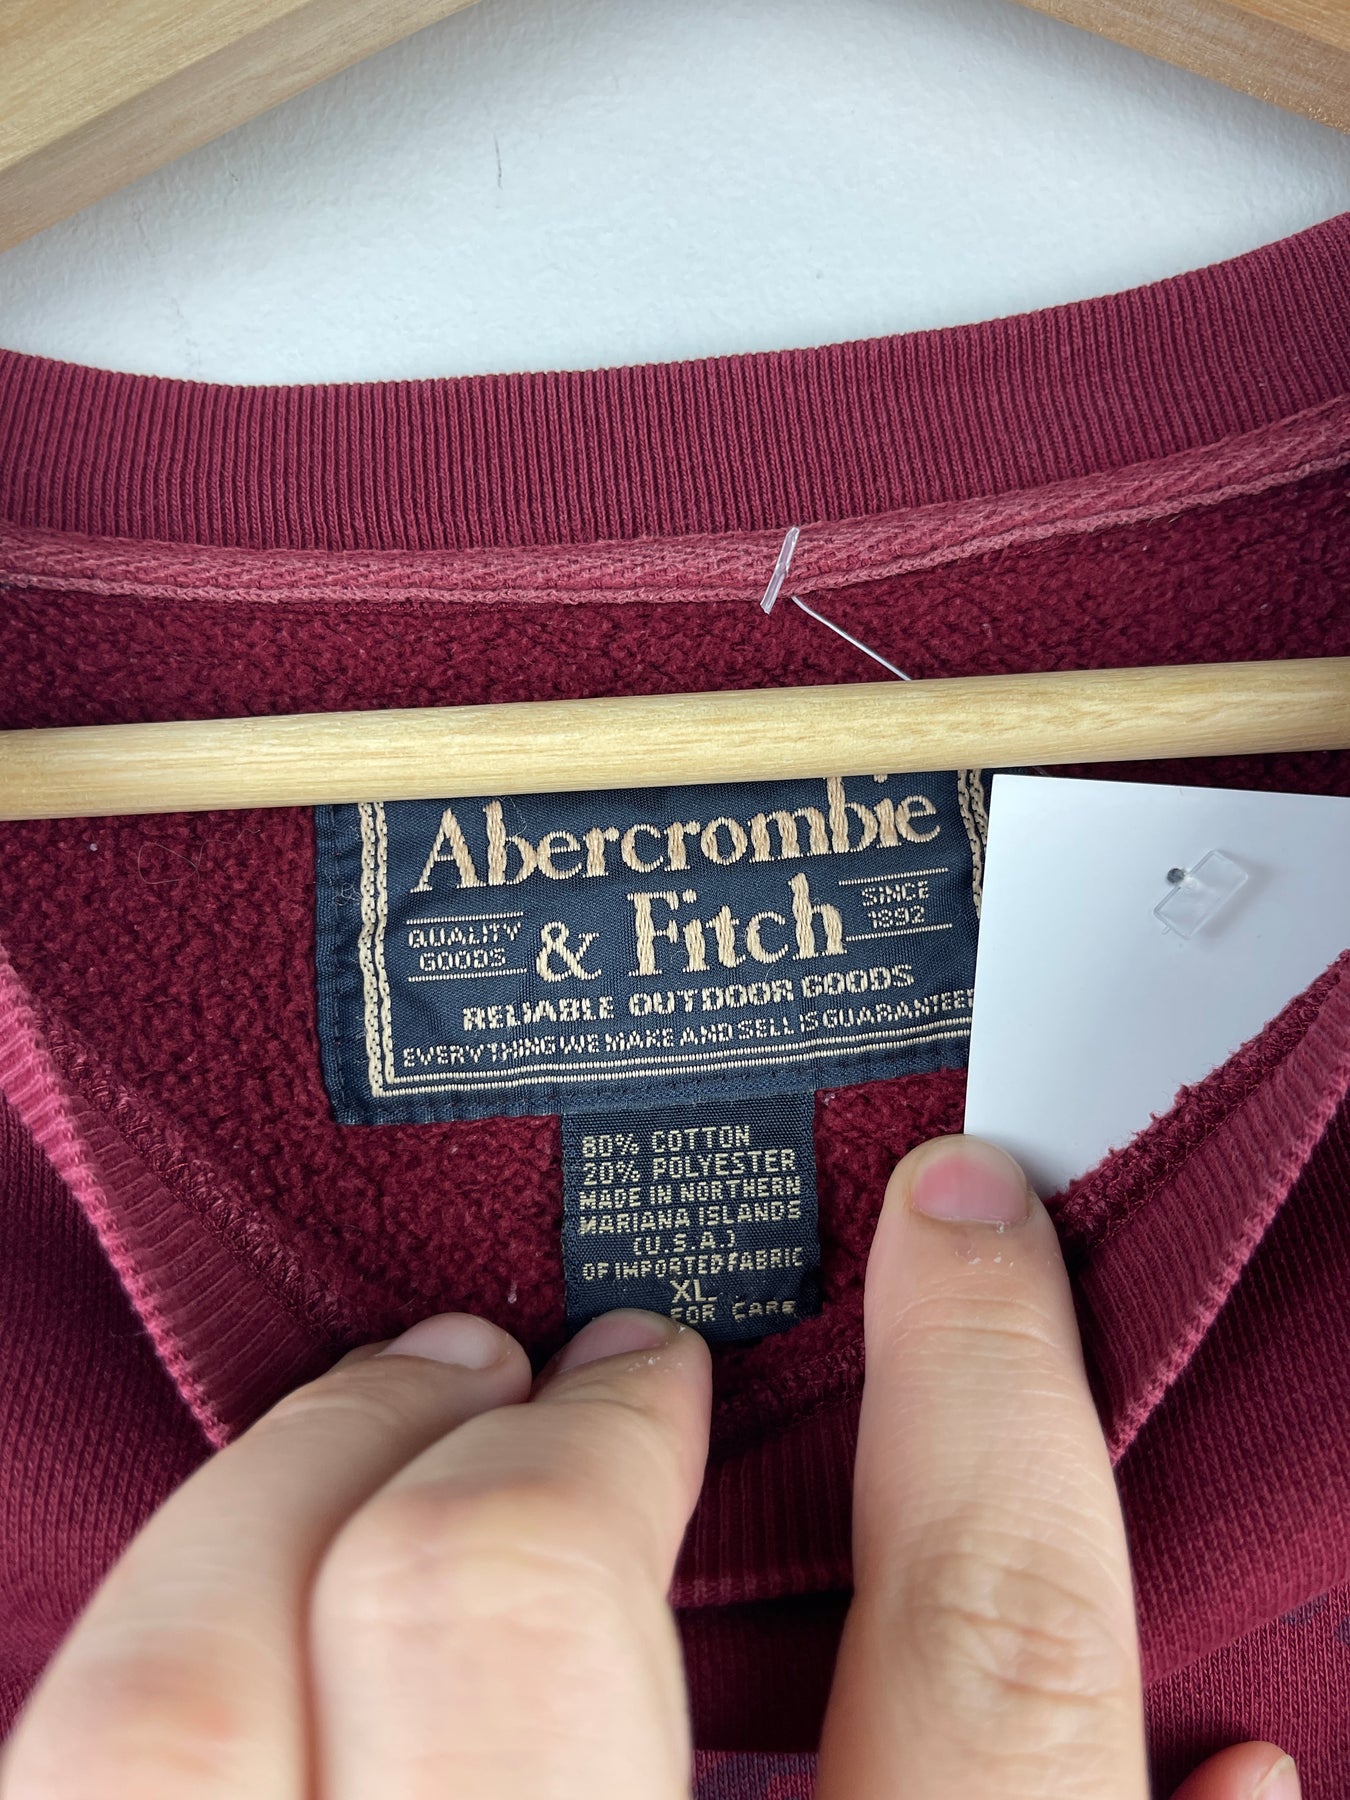 Abercrombie
& Fitch
QUALITY
GOODS
SINCE
1892
RELIABLE OUTDOOR GOODS
EVERYTHING WE MAKE AND SELL IS GUARANTEED
80% COTTON
20% POLYESTER
MADE IN NORTHERN
MARIANA ISLANDS
(U.S.A.)
OF IMPORTED FABRIC
XL
FOR CARE